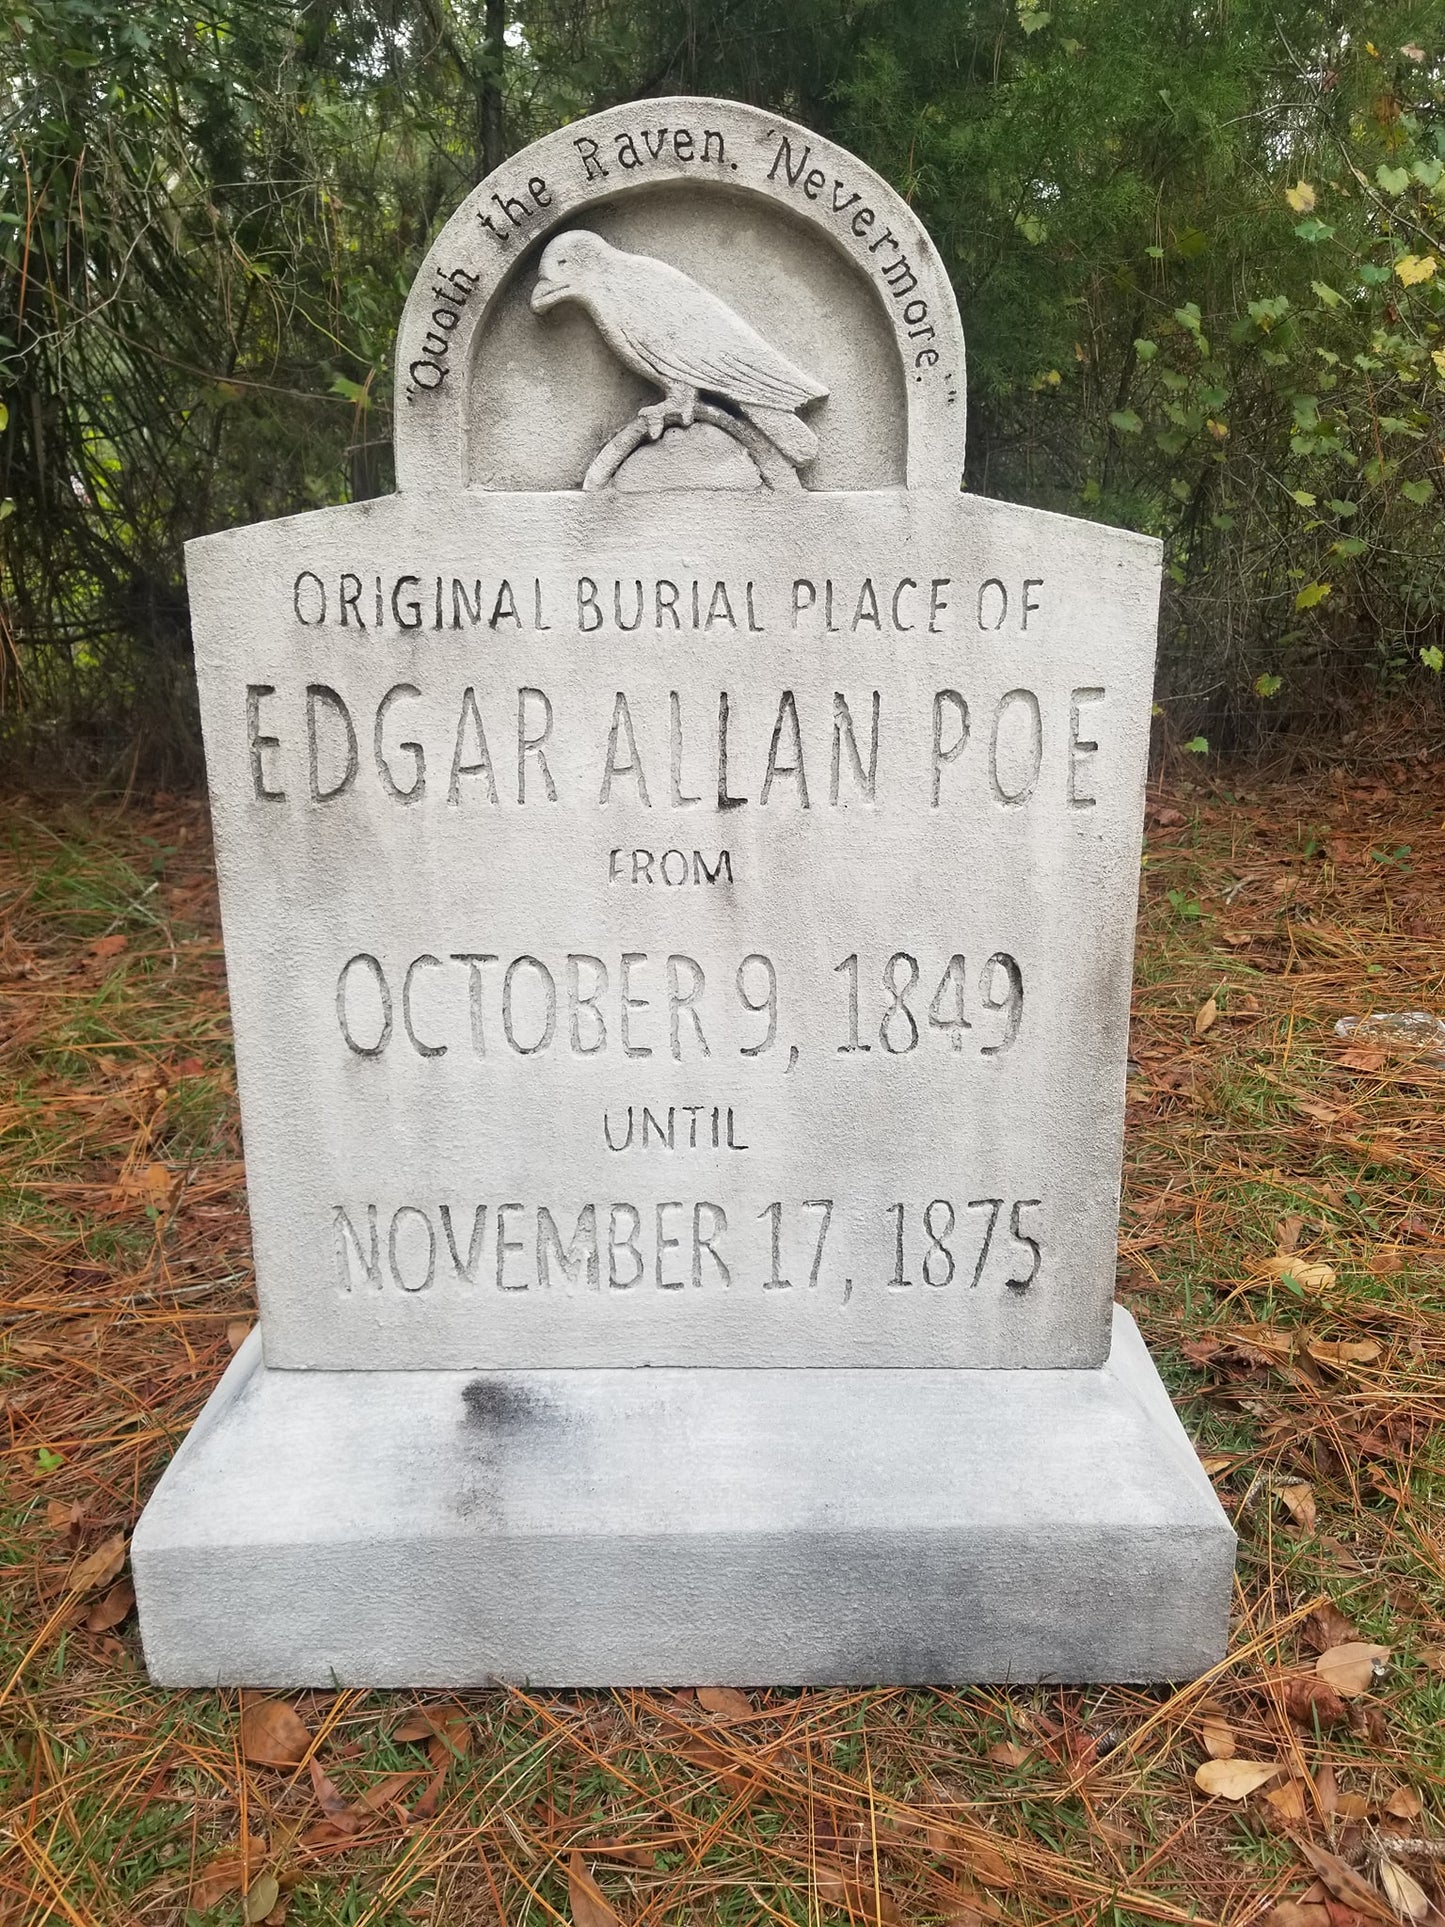 "Quoth the Raven. 'Nevermore.'"
ORIGINAL BURIAL PLACE OF
EDGAR ALLAN POE
FROM
OCTOBER 9, 1849
UNTIL
NOVEMBER 17, 1875